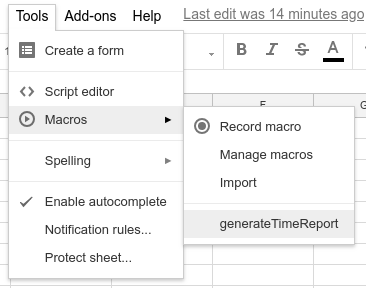 Tools Add-ons Help Last edit was 14 minutes ago
Create a form B I S A
Script editor
Macros
Record macro
Manage macros
Import
generateTimeReport
Spelling
Enable autocomplete
Notification rules...
Protect sheet...